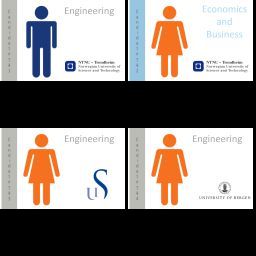 Engineering
NTNU – Trondheim
Norwegian University of
Science and Technology
Economics
and
Business
NTNU – Trondheim
Norwegian University of
Science and Technology
Engineering
UiS
Engineering
UNIVERSITY OF BERGEN